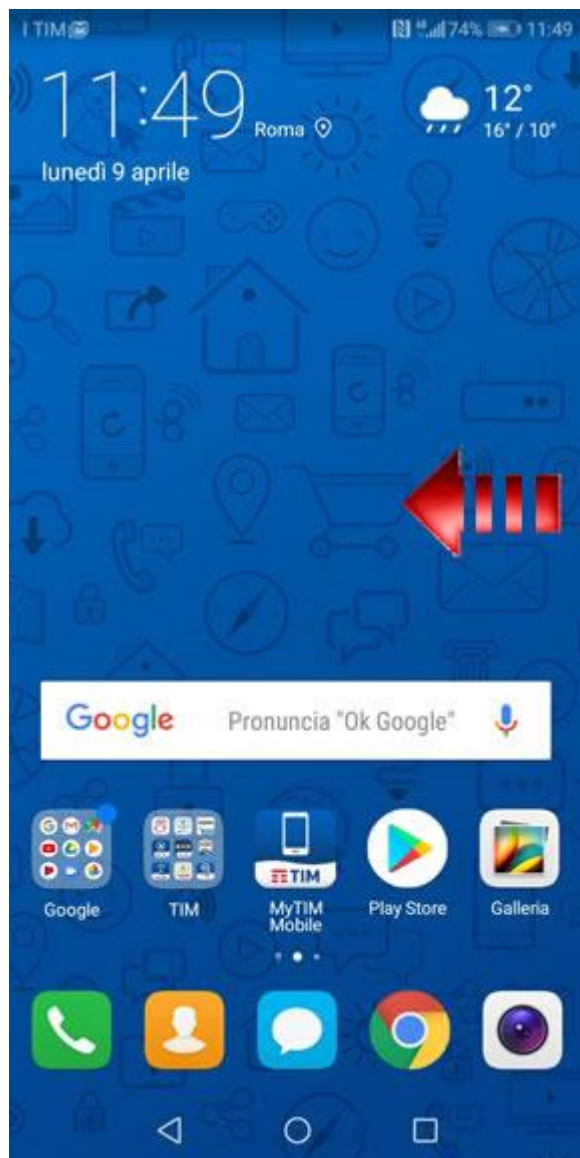 I TIM
74% 11:49
11:49 Roma
12°
16° / 10°
lunedì 9 aprile
Google Pronuncia "Ok Google"
TIM
Google TIM MyTIM Mobile Play Store Galleria